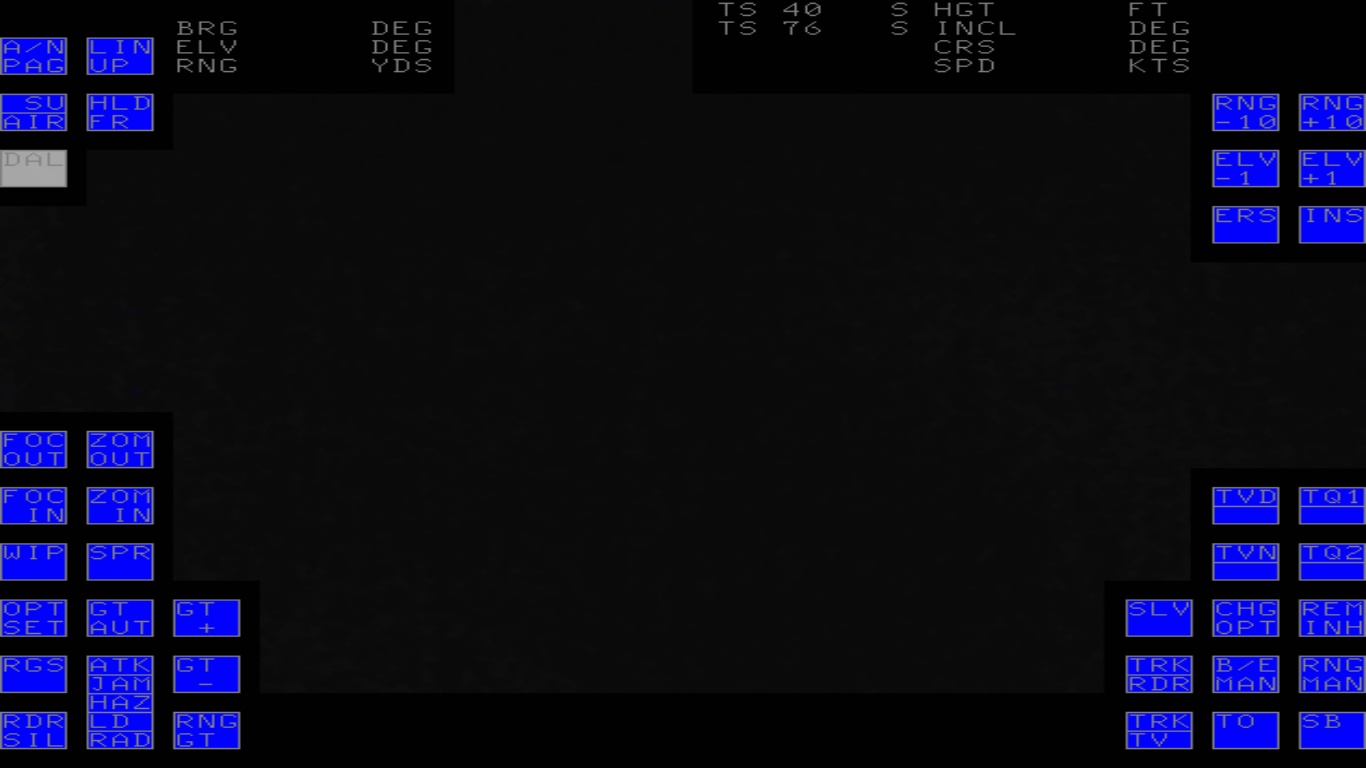 TS 40 S HGT FT
BRG DEG TS 76 S INCL DEG
A/N LIN ELV DEG CRS DEG
PAG UP RNG YDS SPD KTS
SU HLD RNG RNG
AIR FR -10 +10
DAL ELV ELV
-1 +1
ERS INS
FOC ZOM
OUT OUT
FOC ZOM TVD TQ1
IN IN
WIP SPR TVN TQ2
OPT GT GT SLV CHG REM
SET AUT + OPT INH
RGS ATK GT TRK B/E RNG
JAM - RDR MAN MAN
HAZ
RDR LD RNG TRK TO SB
SIL RAD GT TV